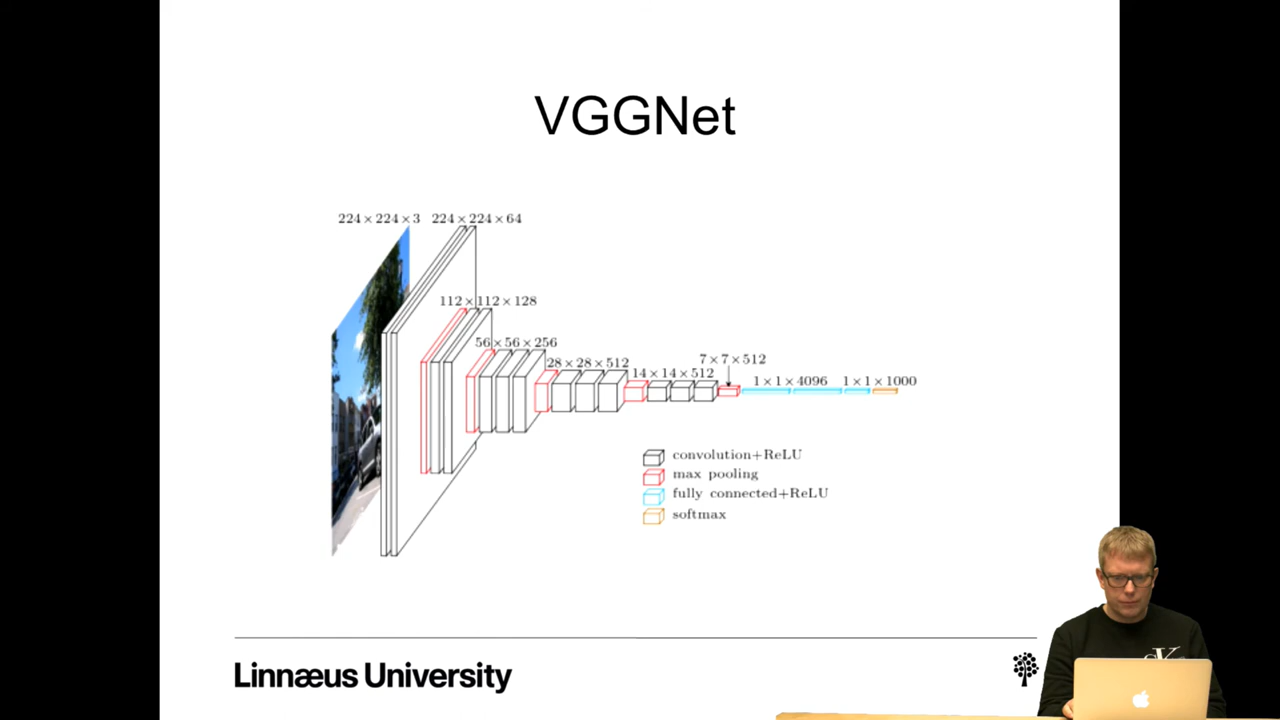 VGGNet
224×224×3 224×224×64
112×112×128
56×56×256
28×28×512
14×14×512
7×7×512
1×1×4096 1×1×1000
convolution+ReLU
max pooling
fully connected+ReLU
softmax
Linnæus University